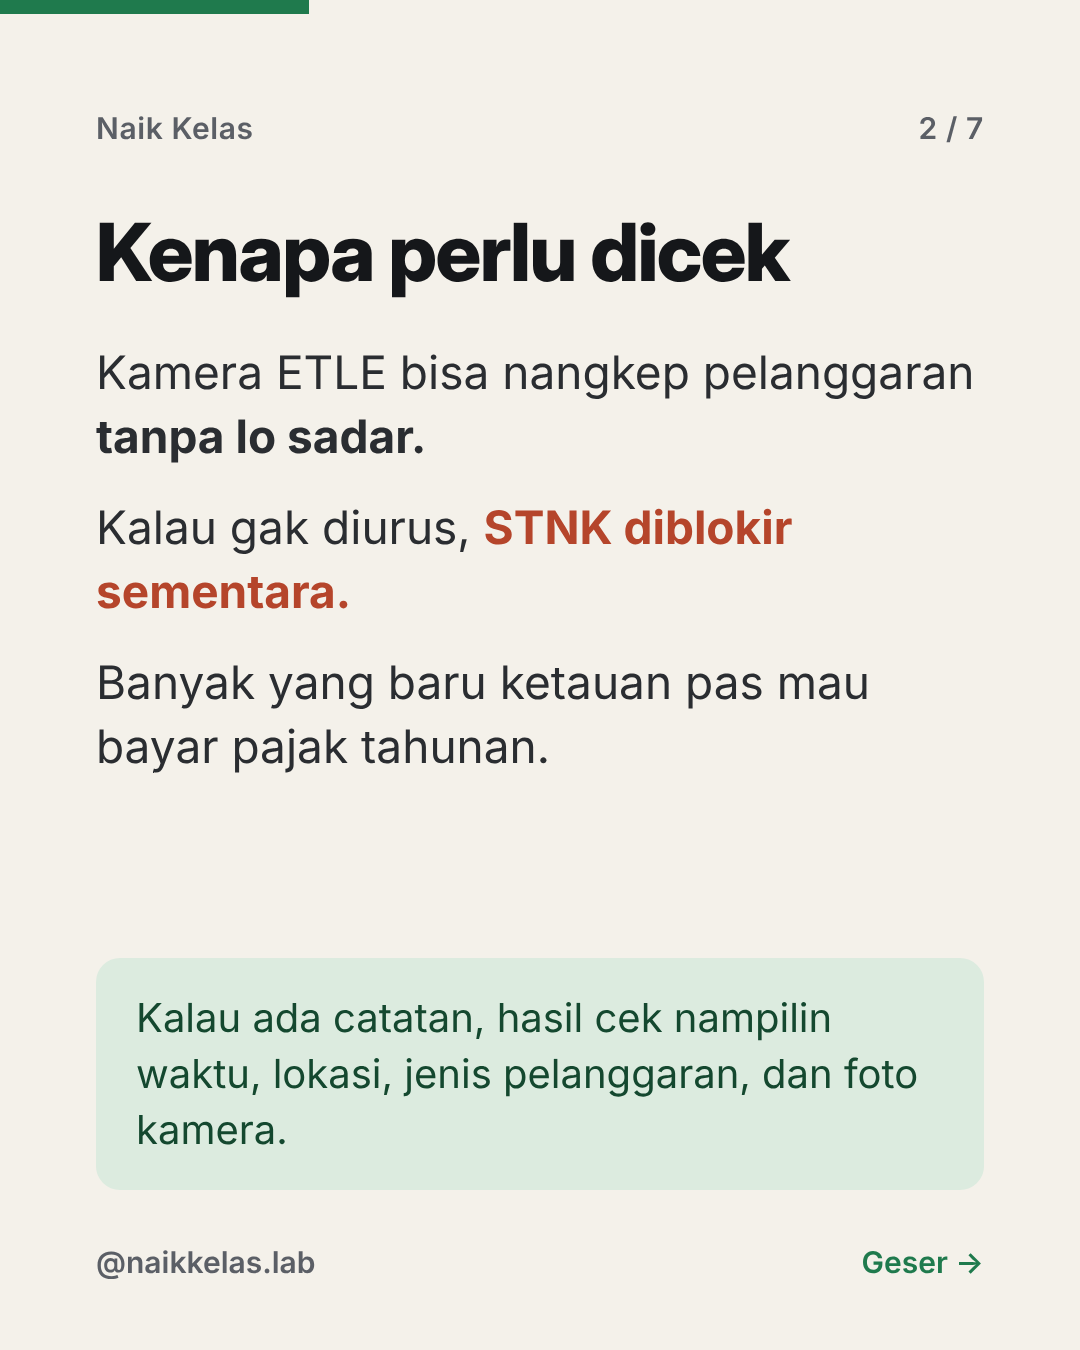 Naik Kelas
2 / 7
Kenapa perlu dicek
Kamera ETLE bisa nangkep pelanggaran
tanpa lo sadar.
Kalau gak diurus, STNK diblokir
sementara.
Banyak yang baru ketauan pas mau
bayar pajak tahunan.
Kalau ada catatan, hasil cek nampilin
waktu, lokasi, jenis pelanggaran, dan foto
kamera.
@naikkelas.lab
Geser →